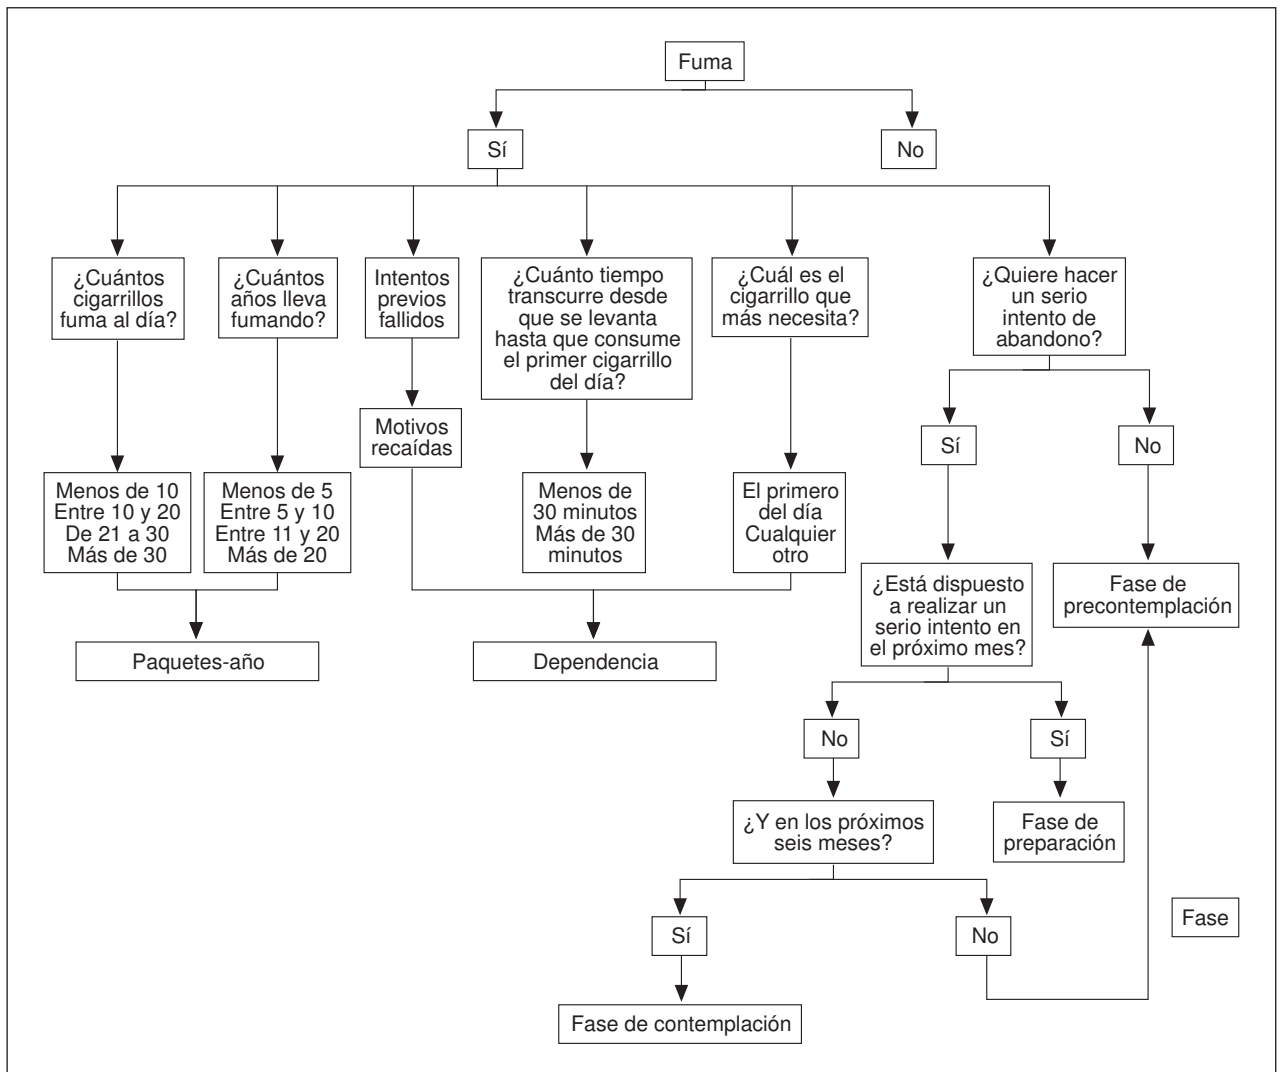 Fuma
Sí
No
¿Cuántos
cigarrillos
fuma al día?
¿Cuántos
años lleva
fumando?
Intentos
previos
fallidos
¿Cuánto tiempo
transcurre desde
que se levanta
hasta que consume
el primer cigarrillo
del día?
¿Cuál es el
cigarrillo que
más necesita?
¿Quiere hacer
un serio
intento de
abandono?
Motivos
recaídas
Sí
No
Menos de 10
Entre 10 y 20
De 21 a 30
Más de 30
Menos de 5
Entre 5 y 10
Entre 11 y 20
Más de 20
Menos de
30 minutos
Más de 30
minutos
El primero
del día
Cualquier
otro
¿Está dispuesto
a realizar un
serio intento en
el próximo mes?
Fase de
precontemplación
Paquetes-año
Dependencia
No
Sí
¿Y en los próximos
seis meses?
Fase de
preparación
Sí
No
Fase
Fase de contemplación